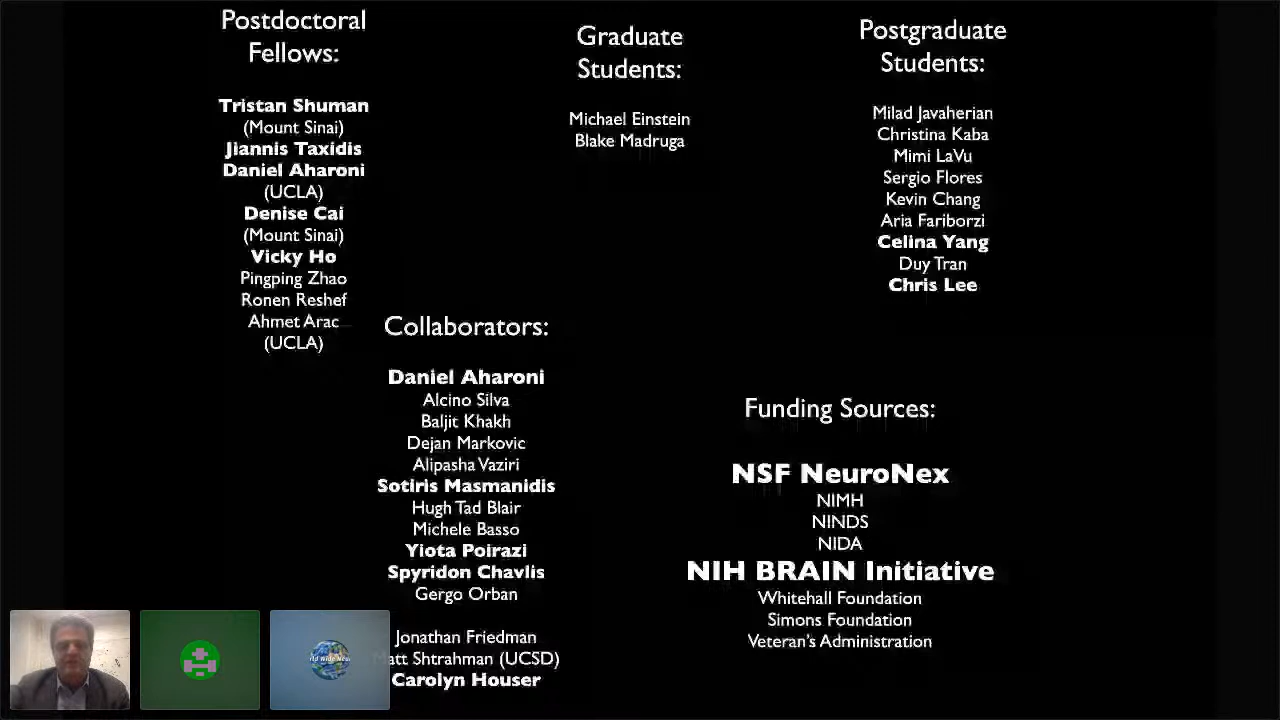 Postdoctoral
Fellows:
Tristan Shuman
(Mount Sinai)
Jiannis Taxidis
Daniel Aharoni
(UCLA)
Denise Cai
(Mount Sinai)
Vicky Ho
Pingping Zhao
Ronen Reshef
Ahmet Arac
(UCLA)
Graduate
Students:
Michael Einstein
Blake Madruga
Postgraduate
Students:
Milad Javaherian
Christina Kaba
Mimi LaVu
Sergio Flores
Kevin Chang
Aria Fariborzi
Celina Yang
Duy Tran
Chris Lee
Collaborators:
Daniel Aharoni
Alcino Silva
Baljit Khakh
Dejan Markovic
Alipasha Vaziri
Sotiris Masmanidis
Hugh Tad Blair
Michele Basso
Yiota Poirazi
Spyridon Chavlis
Gergo Orban
Jonathan Friedman
att Shtrahman (UCSD)
Carolyn Houser
Funding Sources:
NSF NeuroNex
NIMH
NINDS
NIDA
NIH BRAIN Initiative
Whitehall Foundation
Simons Foundation
Veteran's Administration